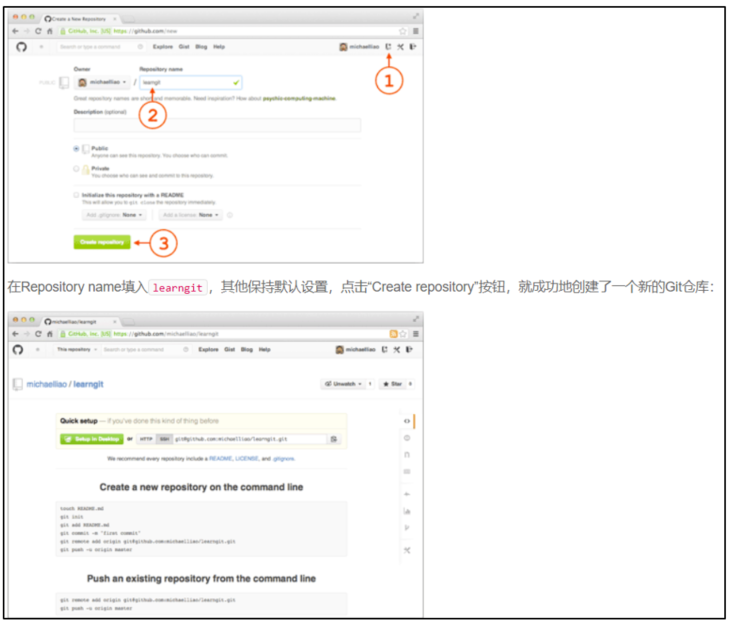 Create a New Repository
GitHub, Inc. [US] https://github.com/new
Search or type a command Explore Gist Blog Help michaelliao
1
Owner Repository name
PUBLIC michaelliao / learngit
Great repository names are short and memorable. Need inspiration? How about psychic-computing-machine.
2
Description (optional)
Public
Anyone can see this repository. You choose who can commit.
Private
You choose who can see and commit to this repository.
Initialize this repository with a README
This will allow you to git clone the repository immediately.
Add .gitignore: None Add a license: None
Create repository
3
在Repository name填入 learngit ，其他保持默认设置，点击“Create repository”按钮，就成功地创建了一个新的Git仓库：
michaelliao/learngit
GitHub, Inc. [US] https://github.com/michaelliao/learngit
This repository Search or type a command Explore Gist Blog Help michaelliao
michaelliao / learngit Unwatch 1 Star 0
Quick setup — if you've done this kind of thing before
Setup in Desktop or HTTP SSH git@github.com:michaelliao/learngit.git
We recommend every repository include a README, LICENSE, and .gitignore.
Create a new repository on the command line
touch README.md
git init
git add README.md
git commit -m "first commit"
git remote add origin git@github.com:michaelliao/learngit.git
git push -u origin master
Push an existing repository from the command line
git remote add origin git@github.com:michaelliao/learngit.git
git push -u origin master